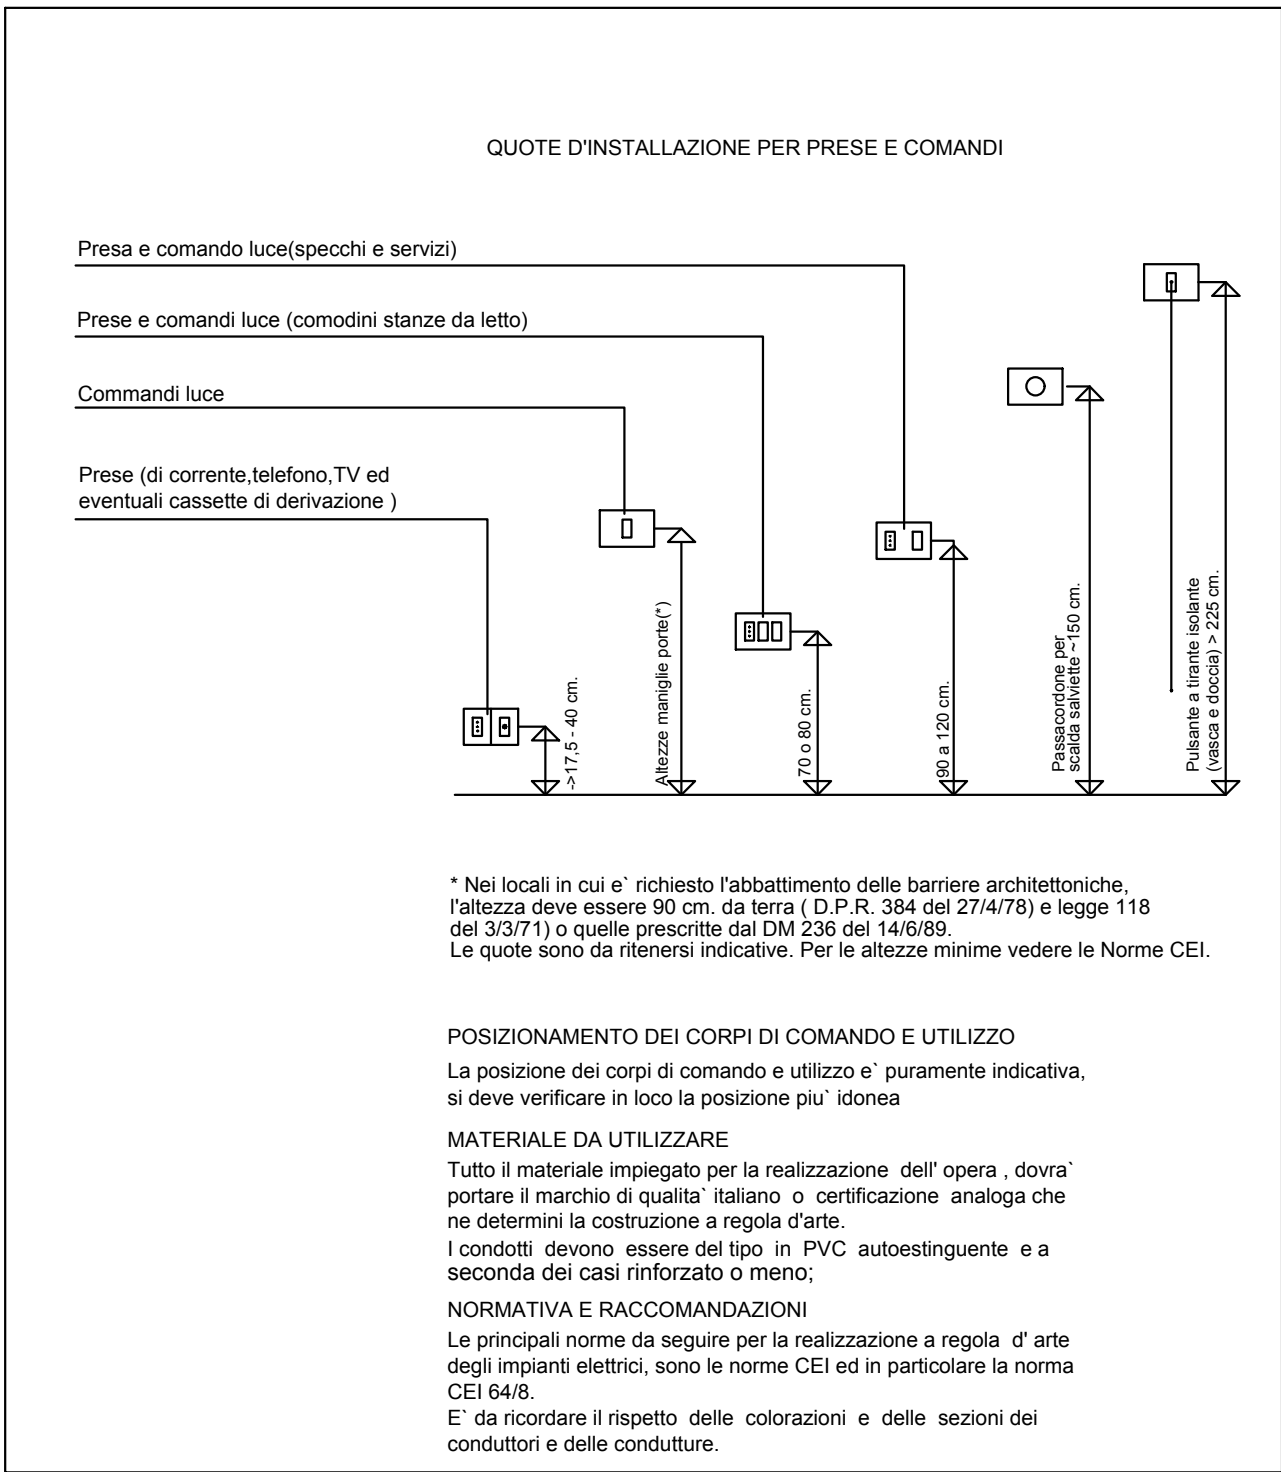 QUOTE D'INSTALLAZIONE PER PRESE E COMANDI
Presa e comando luce(specchi e servizi)
Prese e comandi luce (comodini stanze da letto)
Commandi luce
Prese (di corrente,telefono,TV ed
eventuali cassette di derivazione )
->17,5 - 40 cm.
Altezze maniglie porte(*)
70 o 80 cm.
90 a 120 cm.
Passacordone per
scalda salviette ~150 cm.
Pulsante a tirante isolante
(vasca e doccia) > 225 cm.
* Nei locali in cui e` richiesto l'abbattimento delle barriere architettoniche,
l'altezza deve essere 90 cm. da terra ( D.P.R. 384 del 27/4/78) e legge 118
del 3/3/71) o quelle prescritte dal DM 236 del 14/6/89.
Le quote sono da ritenersi indicative. Per le altezze minime vedere le Norme CEI.
POSIZIONAMENTO DEI CORPI DI COMANDO E UTILIZZO
La posizione dei corpi di comando e utilizzo e` puramente indicativa,
si deve verificare in loco la posizione piu` idonea
MATERIALE DA UTILIZZARE
Tutto il materiale impiegato per la realizzazione dell' opera , dovra`
portare il marchio di qualita` italiano o certificazione analoga che
ne determini la costruzione a regola d'arte.
I condotti devono essere del tipo in PVC autoestinguente e a
seconda dei casi rinforzato o meno;
NORMATIVA E RACCOMANDAZIONI
Le principali norme da seguire per la realizzazione a regola d' arte
degli impianti elettrici, sono le norme CEI ed in particolare la norma
CEI 64/8.
E` da ricordare il rispetto delle colorazioni e delle sezioni dei
conduttori e delle condutture.